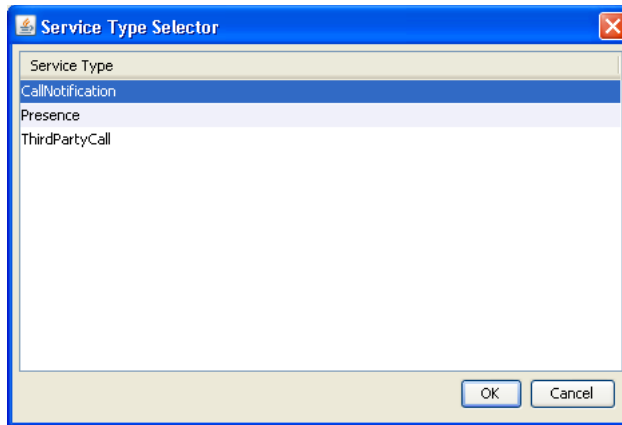 Service Type Selector
Service Type
CallNotification
Presence
ThirdPartyCall
OK Cancel